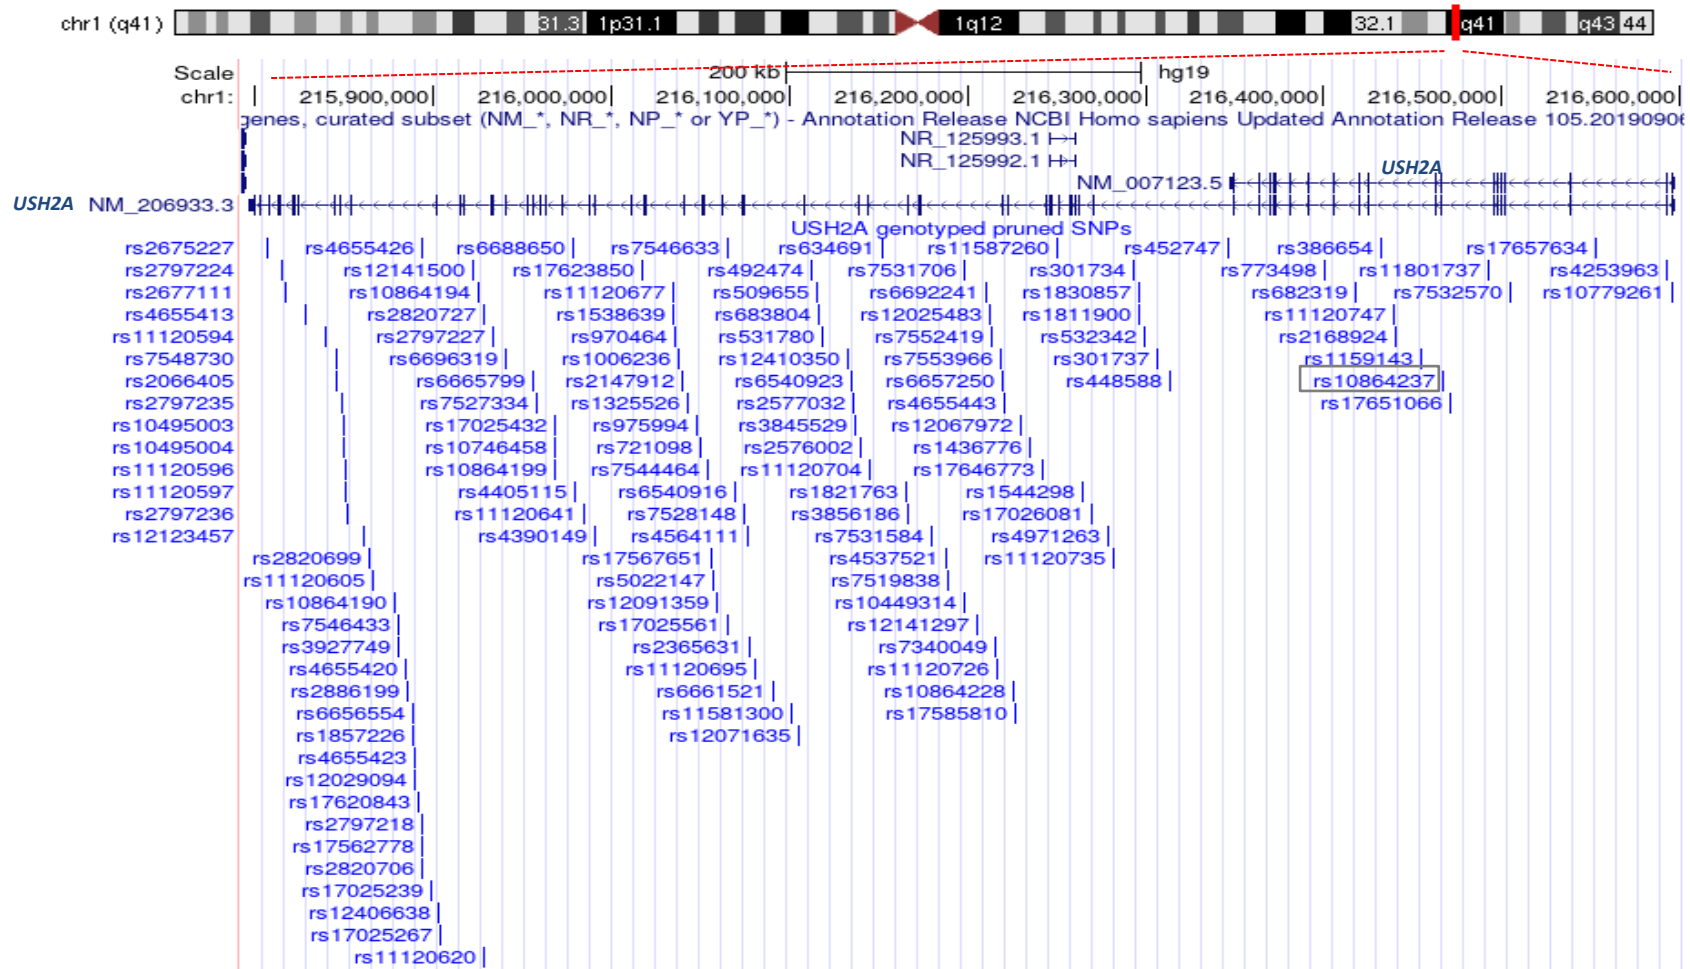 chr1 (q41) 31.3 1p31.1 1q12 32.1 q41 q43 44
Scale 200 kb hg19
chr1: 215,900,000 216,000,000 216,100,000 216,200,000 216,300,000 216,400,000 216,500,000 216,600,000
genes, curated subset (NM_*, NR_*, NP_* or YP_*) - Annotation Release NCBI Homo sapiens Updated Annotation Release 105.20190906
NR_125993.1
NR_125992.1
USH2A
NM_007123.5
USH2A NM_206933.3
USH2A genotyped pruned SNPs
rs2675227 rs4655426 rs6688650 rs7546633 rs634691 rs11587260 rs452747 rs386654 rs17657634
rs2797224 rs12141500 rs17623850 rs492474 rs7531706 rs301734 rs773498 rs11801737 rs4253963
rs2677111 rs10864194 rs11120677 rs509655 rs6692241 rs1830857 rs682319 rs7532570 rs10779261
rs4655413 rs2820727 rs1538639 rs683804 rs12025483 rs1811900 rs11120747
rs11120594 rs2797227 rs970464 rs531780 rs7552419 rs532342 rs2168924
rs7548730 rs6696319 rs1006236 rs12410350 rs7553966 rs301737 rs1159143
rs2066405 rs6665799 rs2147912 rs6540923 rs6657250 rs448588 rs10864237
rs2797235 rs7527334 rs1325526 rs2577032 rs4655443 rs17651066
rs10495003 rs17025432 rs975994 rs3845529 rs12067972
rs10495004 rs10746458 rs721098 rs2576002 rs1436776
rs11120596 rs10864199 rs7544464 rs11120704 rs17646773
rs11120597 rs4405115 rs6540916 rs1821763 rs1544298
rs2797236 rs11120641 rs7528148 rs3856186 rs17026081
rs12123457 rs4390149 rs4564111 rs7531584 rs4971263
rs2820699 rs17567651 rs4537521 rs11120735
rs11120605 rs5022147 rs7519838
rs10864190 rs12091359 rs10449314
rs7546433 rs17025561 rs12141297
rs3927749 rs2365631 rs7340049
rs4655420 rs11120695 rs11120726
rs2886199 rs6661521 rs10864228
rs6656554 rs11581300 rs17585810
rs1857226 rs12071635
rs4655423
rs12029094
rs17620843
rs2797218
rs17562778
rs2820706
rs17025239
rs12406638
rs17025267
rs11120620